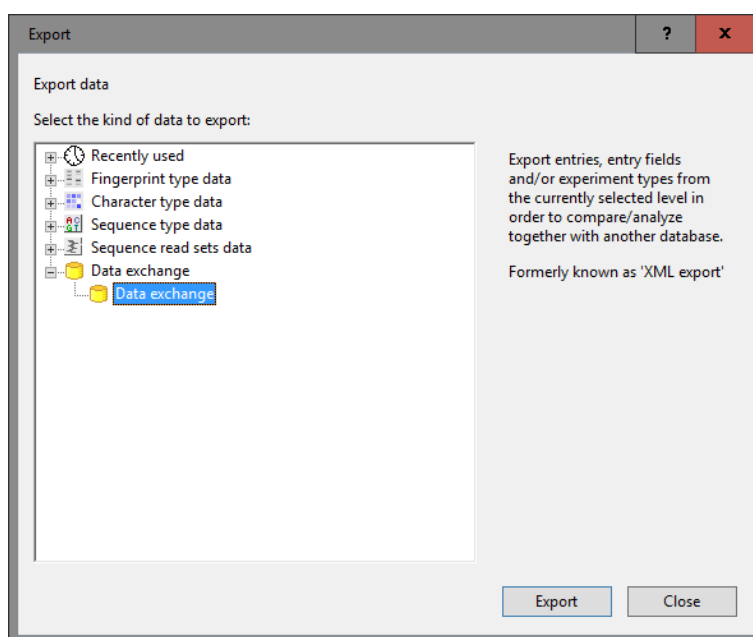 Export
?
x
Export data
Select the kind of data to export:
Recently used
Fingerprint type data
Character type data
Sequence type data
Sequence read sets data
Data exchange
Data exchange
Export entries, entry fields
and/or experiment types from
the currently selected level in
order to compare/analyze
together with another database.
Formerly known as 'XML export'
Export
Close